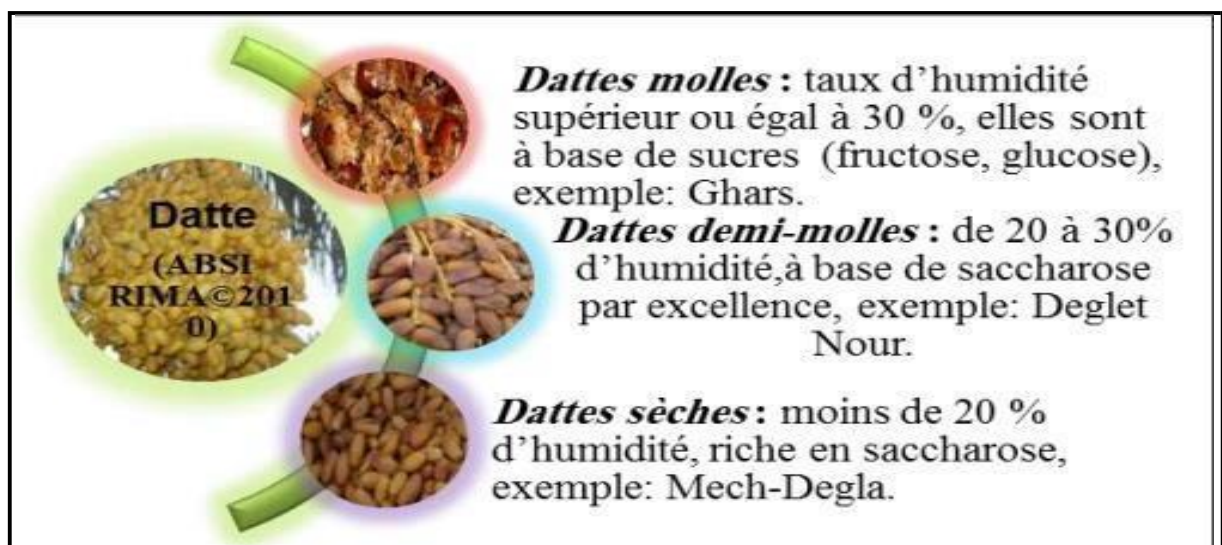 Datte
(ABSI
RIMA©201
0)
Dattes molles : taux d’humidité
supérieur ou égal à 30 %, elles sont
à base de sucres (fructose, glucose),
exemple: Ghars.
Dattes demi-molles : de 20 à 30%
d’humidité,à base de saccharose
par excellence, exemple: Deglet
Nour.
Dattes sèches : moins de 20 %
d’humidité, riche en saccharose,
exemple: Mech-Degla.